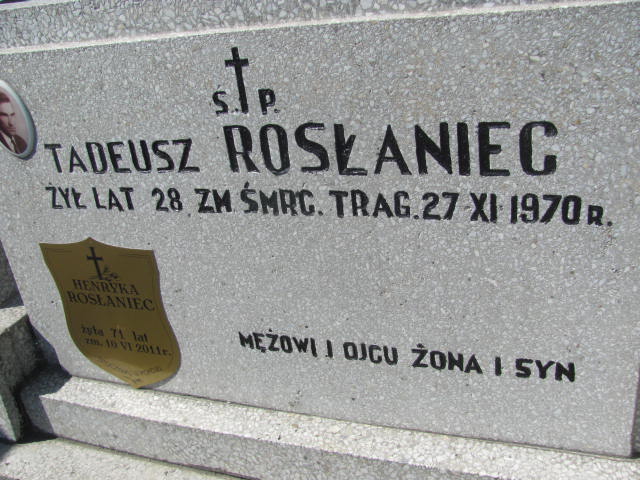 Ś. P.
TADEUSZ ROSŁANIEC
ŻYŁ LAT 28 ZM ŚMRC. TRAG. 27 XI 1970 R.
HENRYKA
ROSŁANIEC
żyła 71 lat
zm. 10 VI 2011 r.
MĘŻOWI I OJCU ŻONA I SYN